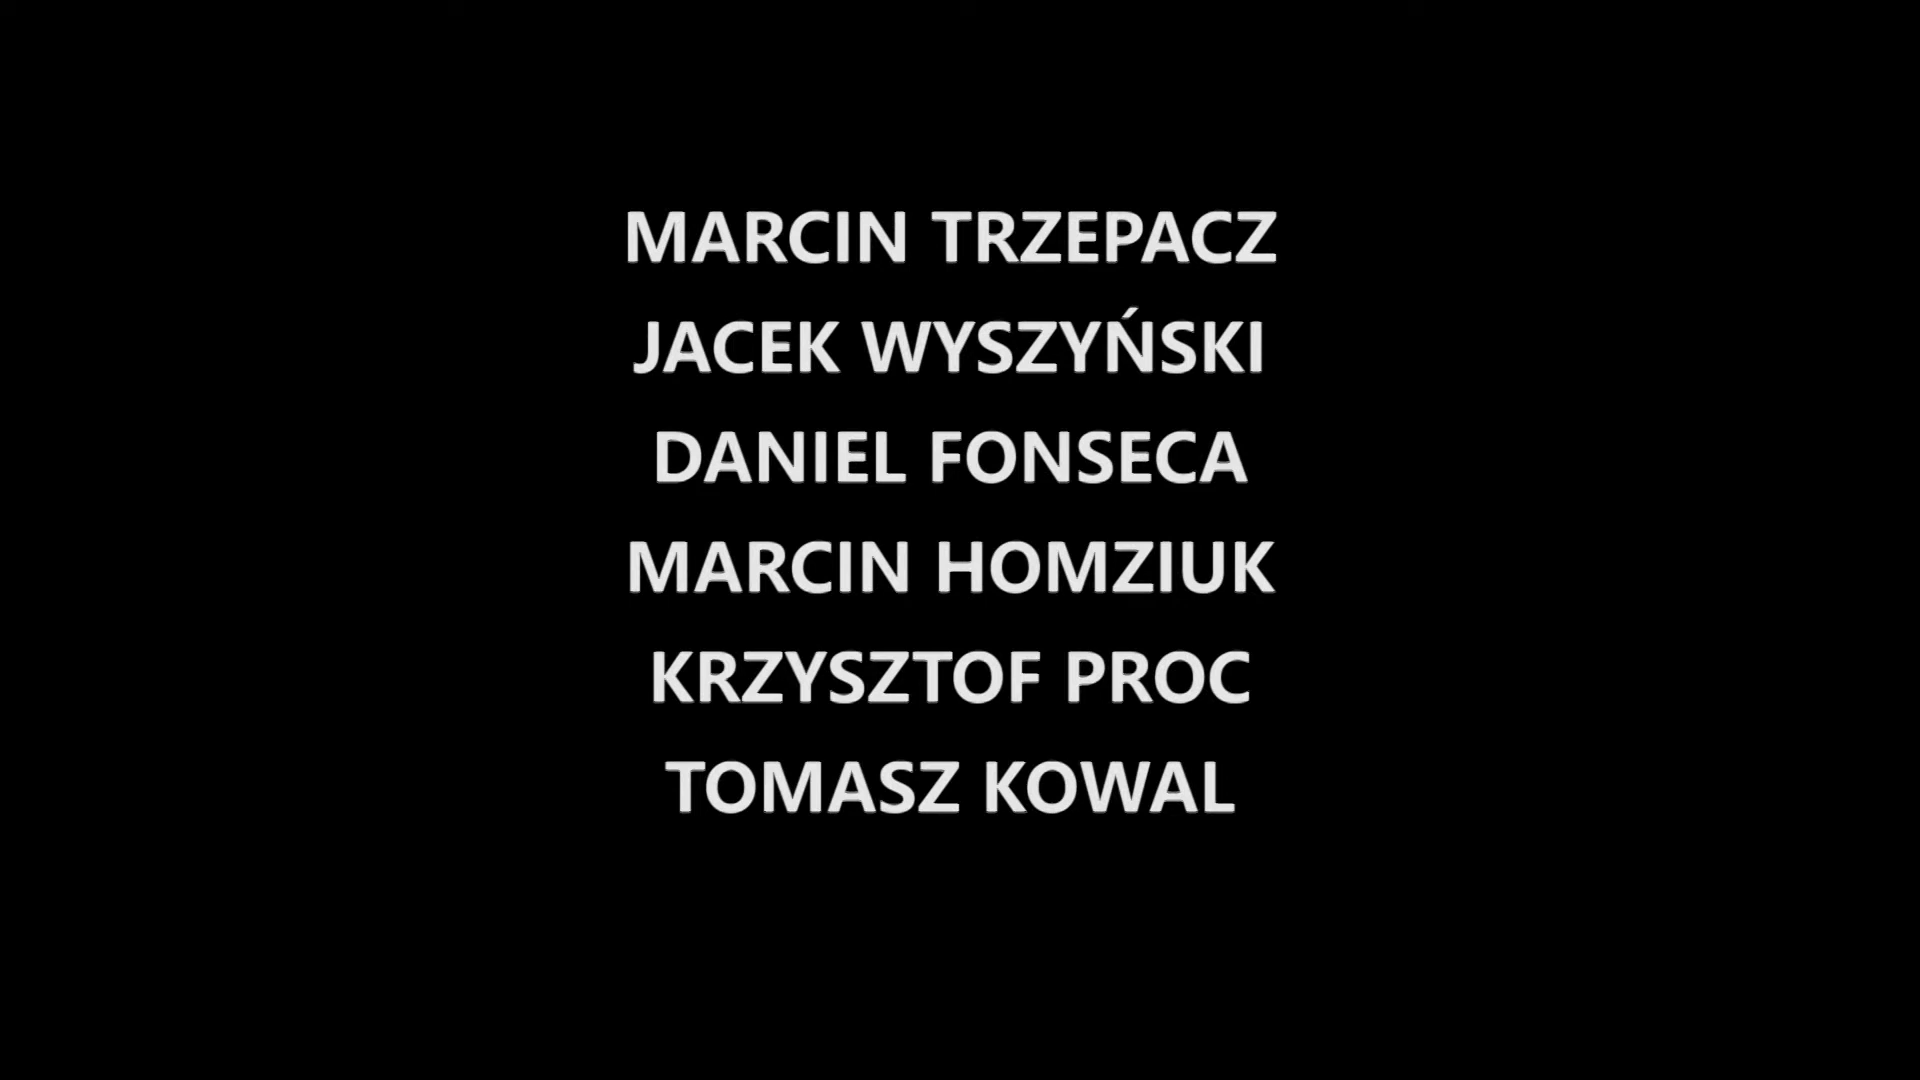 MARCIN TRZEPACZ
JACEK WYSZYŃSKI
DANIEL FONSECA
MARCIN HOMZIUK
KRZYSZTOF PROC
TOMASZ KOWAL